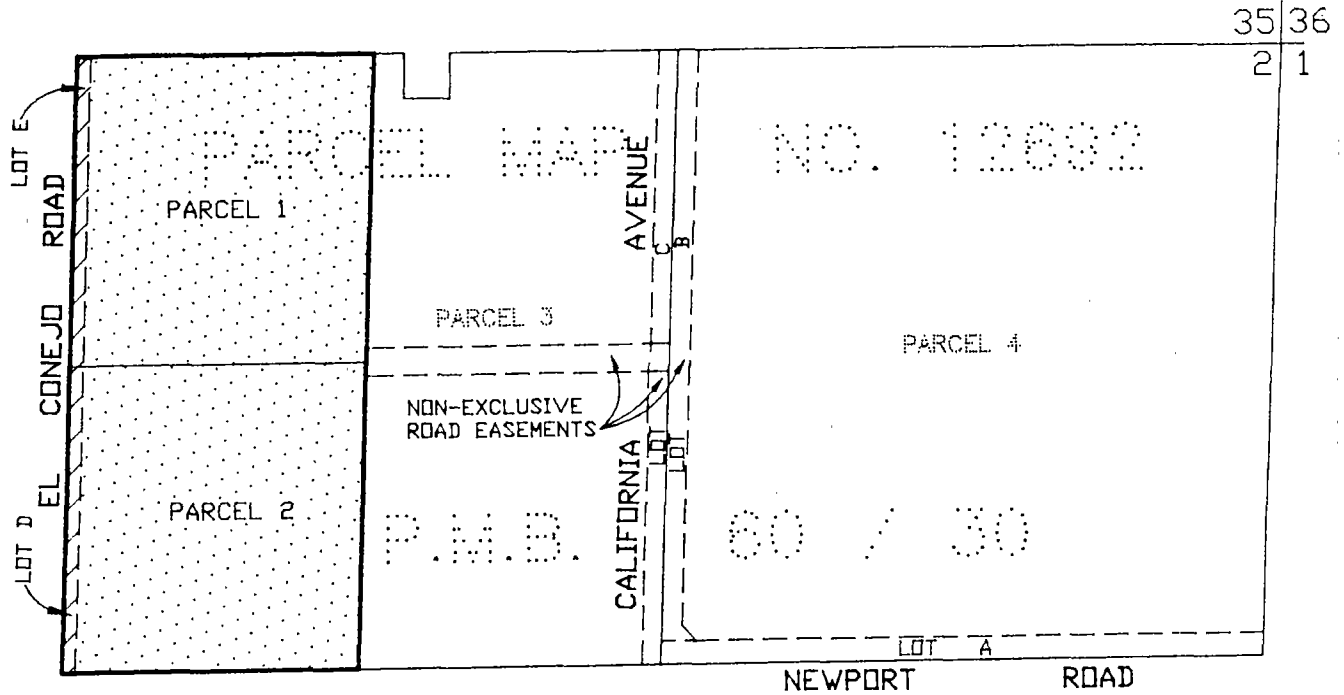 35 36
2 1
LOT E
EL CONEJO ROAD
LOT D
PARCEL MAP NO. 12692
PARCEL 1
PARCEL 2
PARCEL 3
PARCEL 4
CALIFORNIA AVENUE
C
B
LOT
LOT
NON-EXCLUSIVE
ROAD EASEMENTS
P.M.B. 60 / 30
LOT A
NEWPORT ROAD